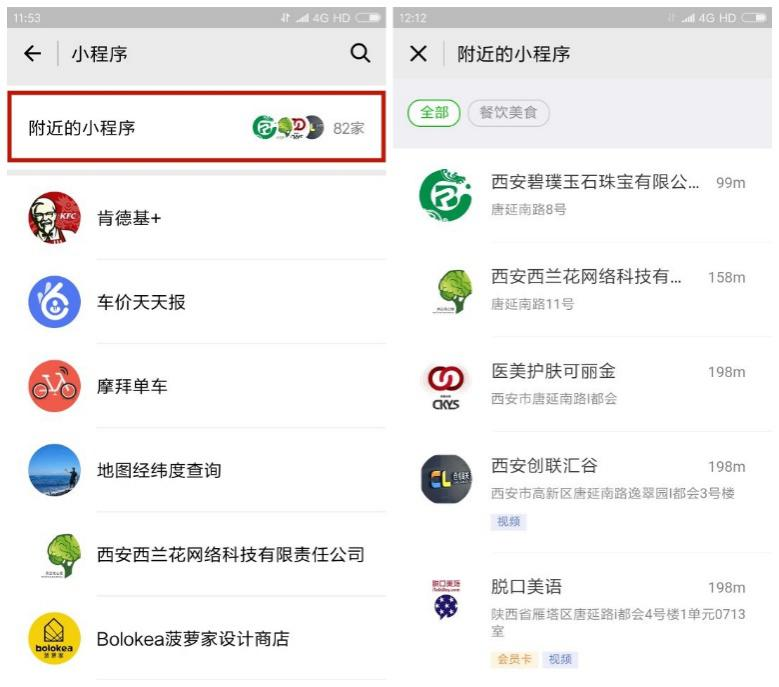 11:53
4G HD
小程序
附近的小程序
82家
KFC
肯德基+
车价天天报
摩拜单车
地图经纬度查询
西安西兰花网络科技有限责任公司
bolokea
菠萝家
Bolokea菠萝家设计商店
12:12
4G HD
附近的小程序
全部
餐饮美食
西安碧璞玉石珠宝有限公...
99m
唐延南路8号
西安西兰花网络科技有...
158m
唐延南路11号
CKYS
医美护肤可丽金
198m
西安市唐延南路I都会
CL
西安创联汇谷
198m
西安市高新区唐延南路逸翠园I都会3号楼
视频
脱口美语
脱口美语
198m
陕西省雁塔区唐延路i都会4号楼1单元0713
室
会员卡
视频